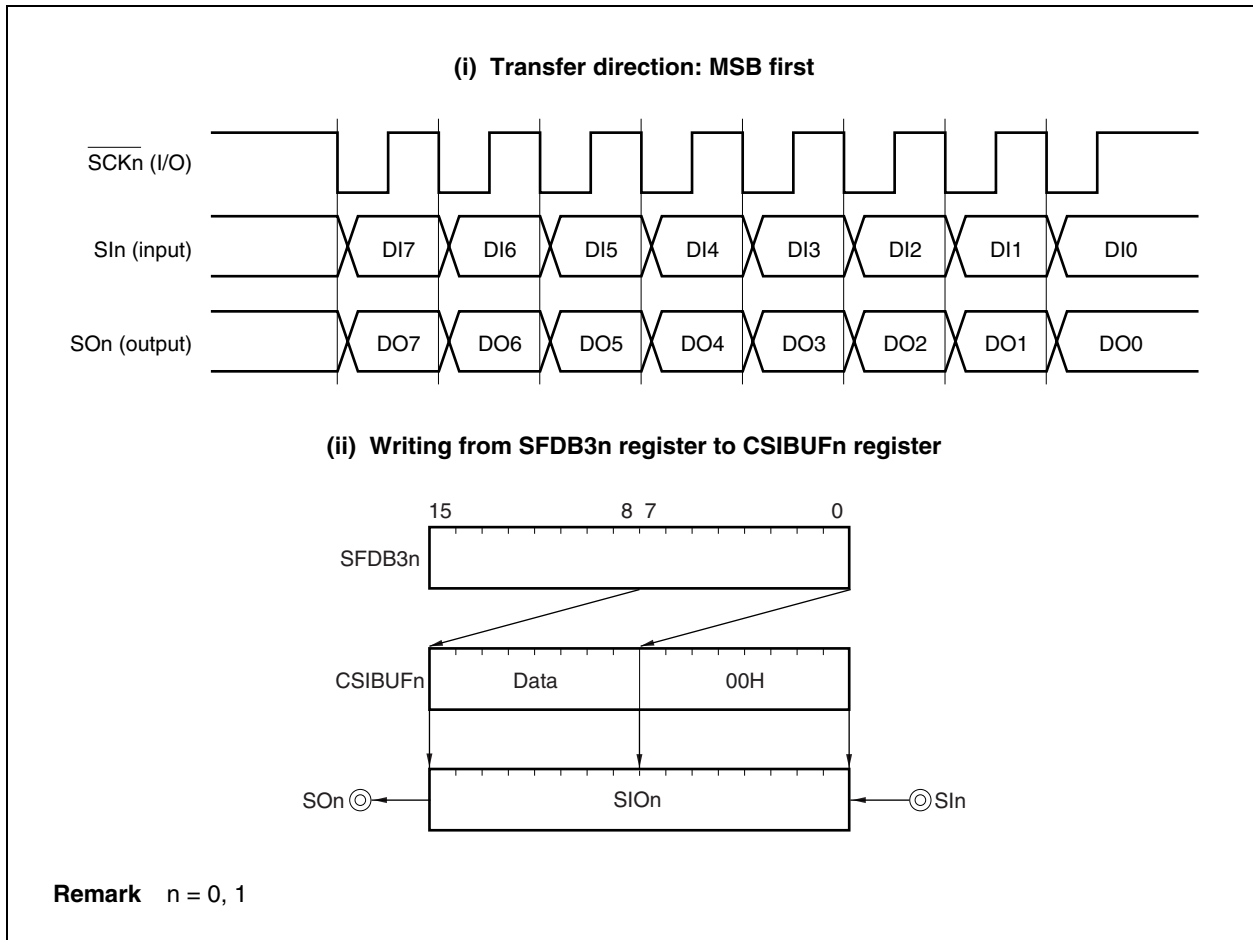 (i) Transfer direction: MSB first
SCKn (I/O)
SIn (input)
DI7 DI6 DI5 DI4 DI3 DI2 DI1 DI0
SOn (output)
DO7 DO6 DO5 DO4 DO3 DO2 DO1 DO0
(ii) Writing from SFDB3n register to CSIBUFn register
15 8 7 0
SFDB3n
CSIBUFn Data 00H
SOn SIOn SIn
Remark n = 0, 1